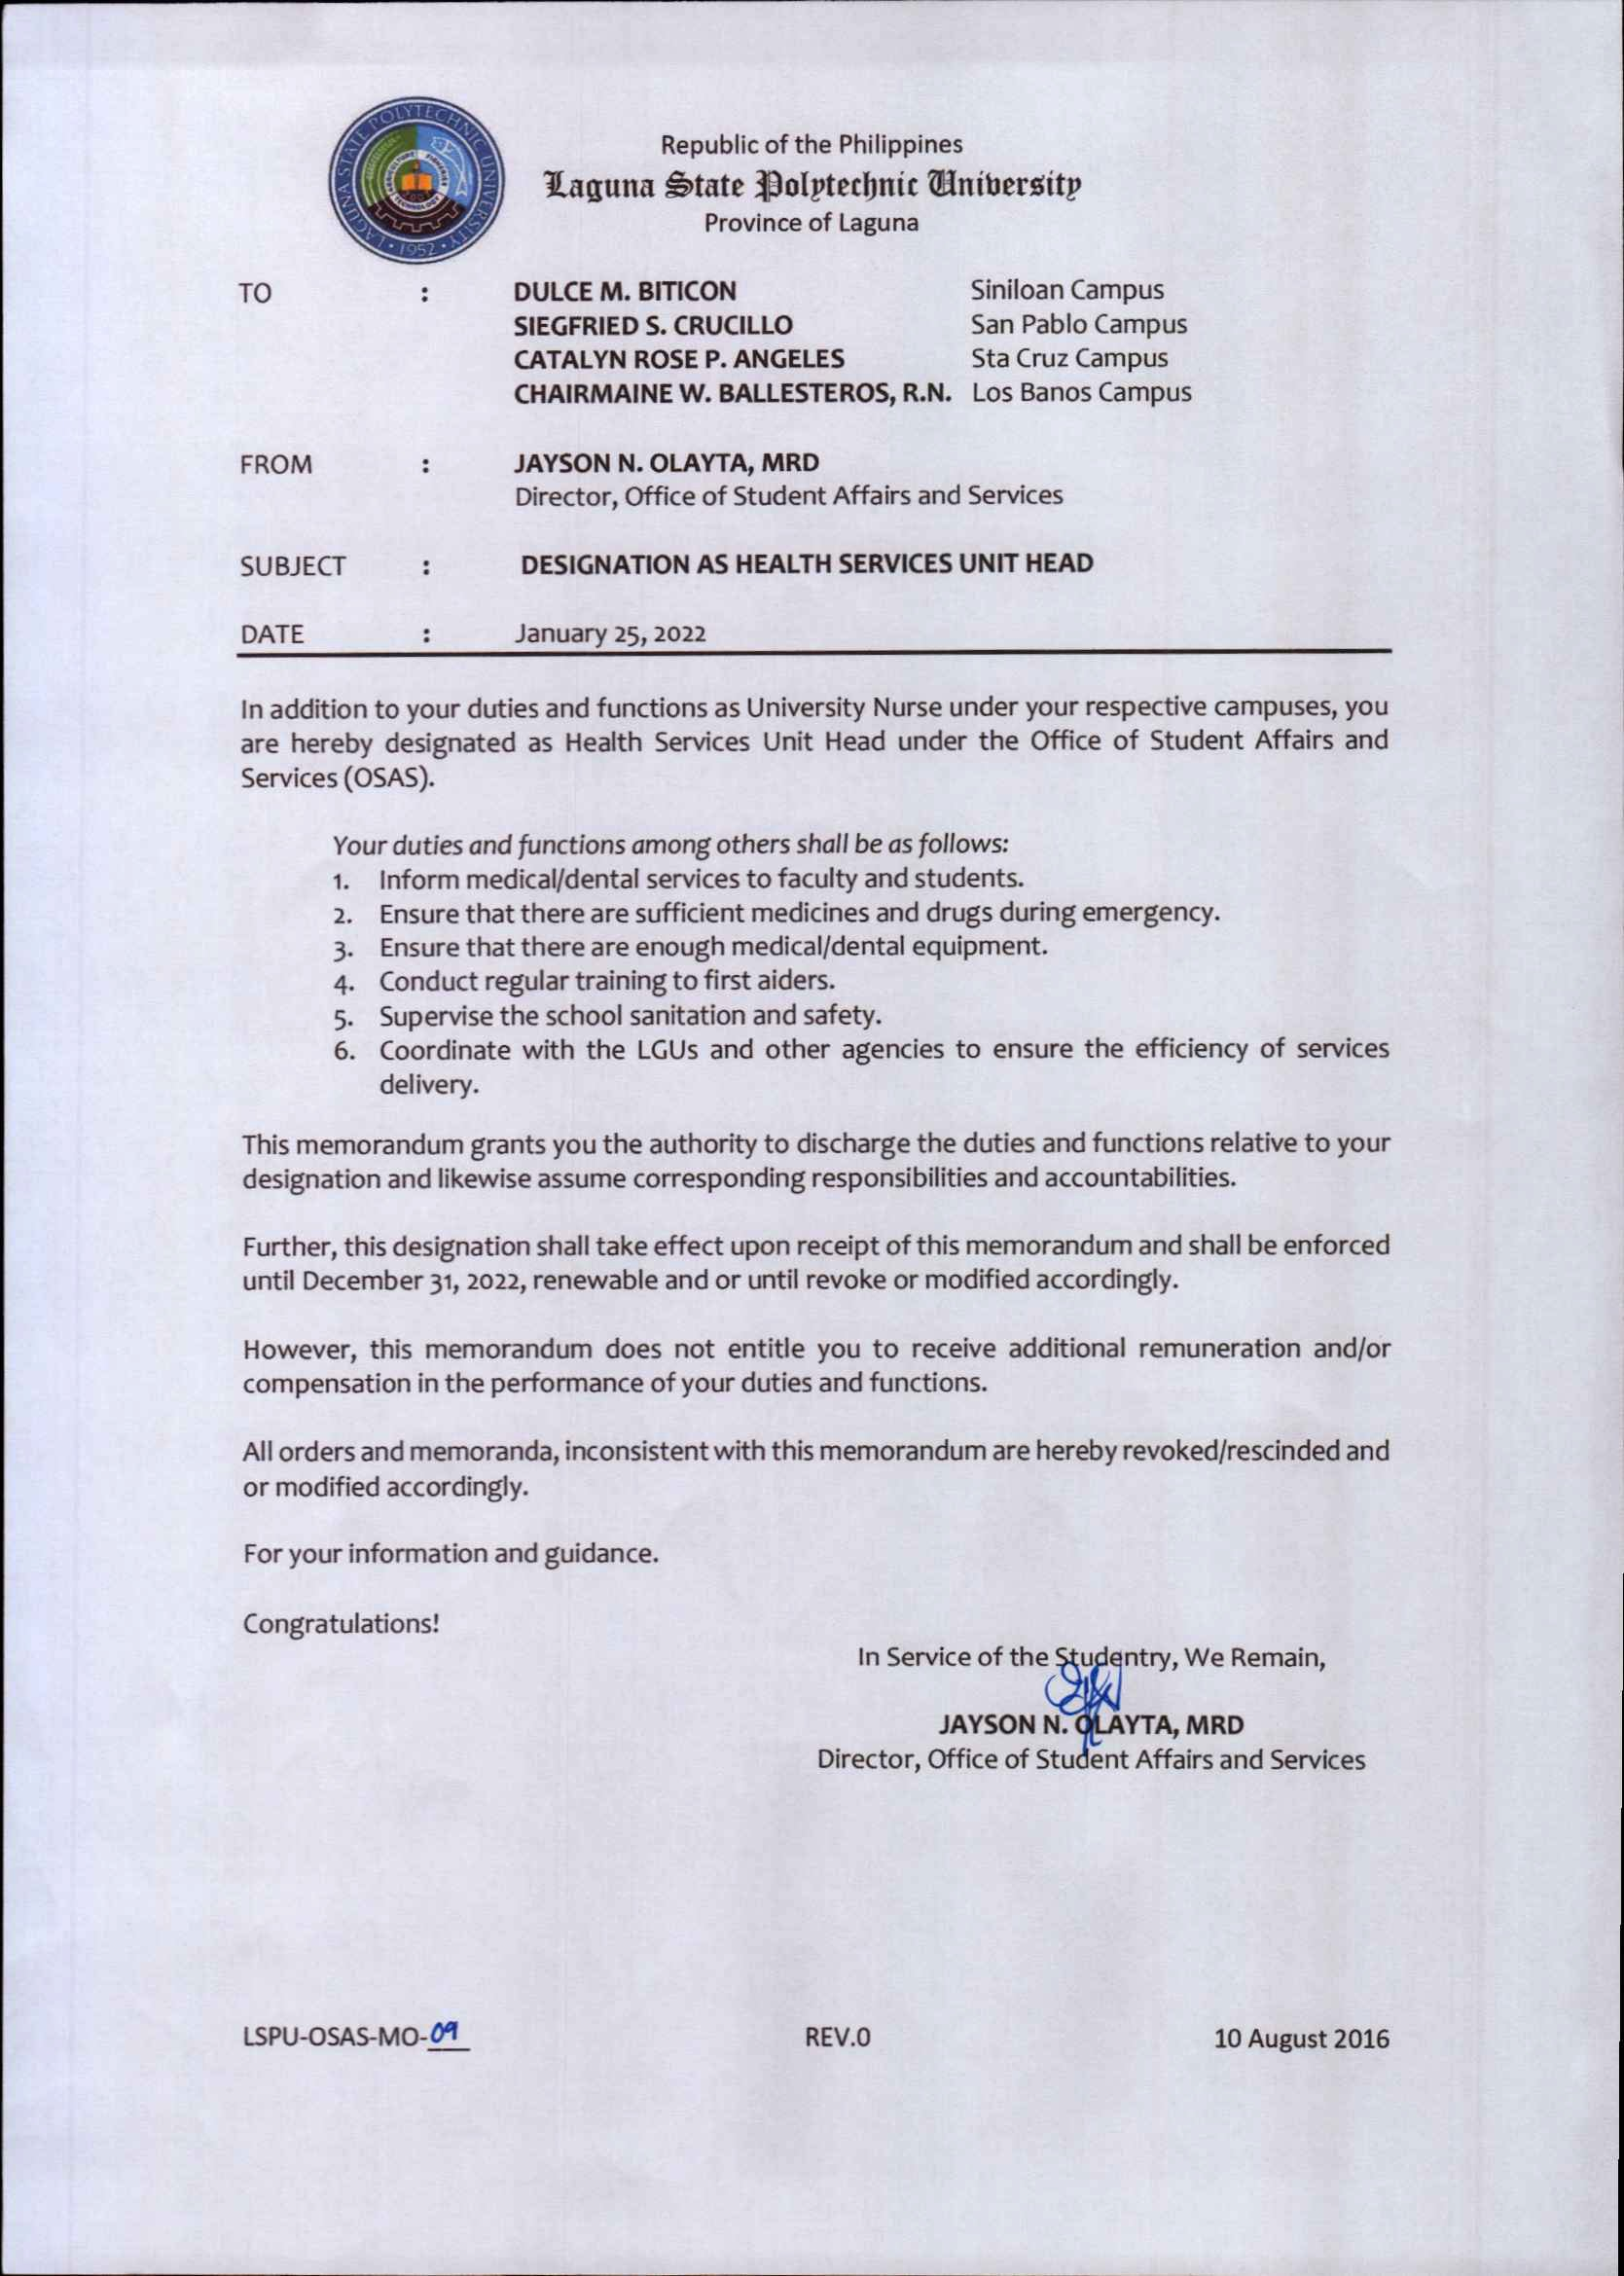 LAGUNA STATE POLYTECHNIC UNIVERSITY
1952
Republic of the Philippines
Laguna State Polytechnic University
Province of Laguna
TO : DULCE M. BITICON Siniloan Campus
SIEGFRIED S. CRUCILLO San Pablo Campus
CATALYN ROSE P. ANGELES Sta Cruz Campus
CHAIRMAINE W. BALLESTEROS, R.N. Los Banos Campus
FROM : JAYSON N. OLAYTA, MRD
Director, Office of Student Affairs and Services
SUBJECT : DESIGNATION AS HEALTH SERVICES UNIT HEAD
DATE : January 25, 2022
In addition to your duties and functions as University Nurse under your respective campuses, you
are hereby designated as Health Services Unit Head under the Office of Student Affairs and
Services (OSAS).
Your duties and functions among others shall be as follows:
1. Inform medical/dental services to faculty and students.
2. Ensure that there are sufficient medicines and drugs during emergency.
3. Ensure that there are enough medical/dental equipment.
4. Conduct regular training to first aiders.
5. Supervise the school sanitation and safety.
6. Coordinate with the LGUs and other agencies to ensure the efficiency of services
delivery.
This memorandum grants you the authority to discharge the duties and functions relative to your
designation and likewise assume corresponding responsibilities and accountabilities.
Further, this designation shall take effect upon receipt of this memorandum and shall be enforced
until December 31, 2022, renewable and or until revoke or modified accordingly.
However, this memorandum does not entitle you to receive additional remuneration and/or
compensation in the performance of your duties and functions.
All orders and memoranda, inconsistent with this memorandum are hereby revoked/rescinded and
or modified accordingly.
For your information and guidance.
Congratulations!
In Service of the Studentry, We Remain,
JAYSON N. OLAYTA, MRD
Director, Office of Student Affairs and Services
LSPU-OSAS-MO-09 REV.0 10 August 2016